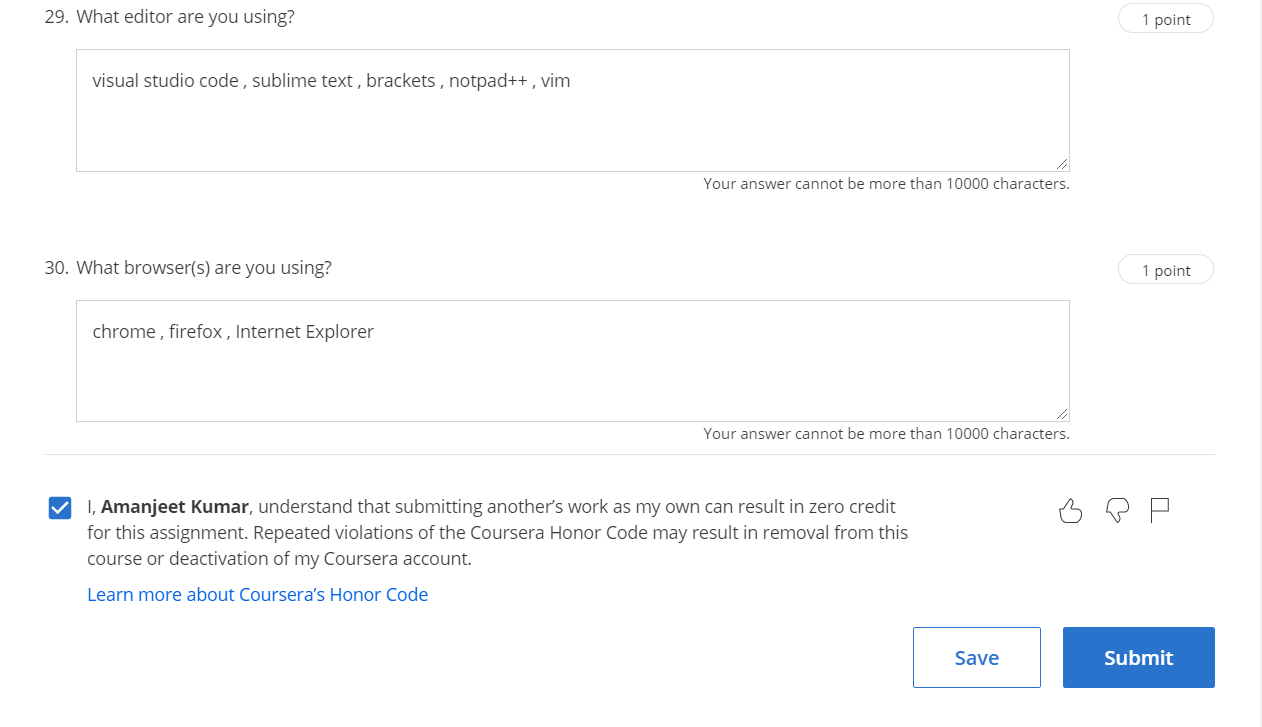 29. What editor are you using?
1 point
visual studio code , sublime text , brackets , notpad++ , vim
Your answer cannot be more than 10000 characters.
30. What browser(s) are you using?
1 point
chrome , firefox , Internet Explorer
Your answer cannot be more than 10000 characters.
I, Amanjeet Kumar, understand that submitting another’s work as my own can result in zero credit
for this assignment. Repeated violations of the Coursera Honor Code may result in removal from this
course or deactivation of my Coursera account.
Learn more about Coursera’s Honor Code
Save
Submit